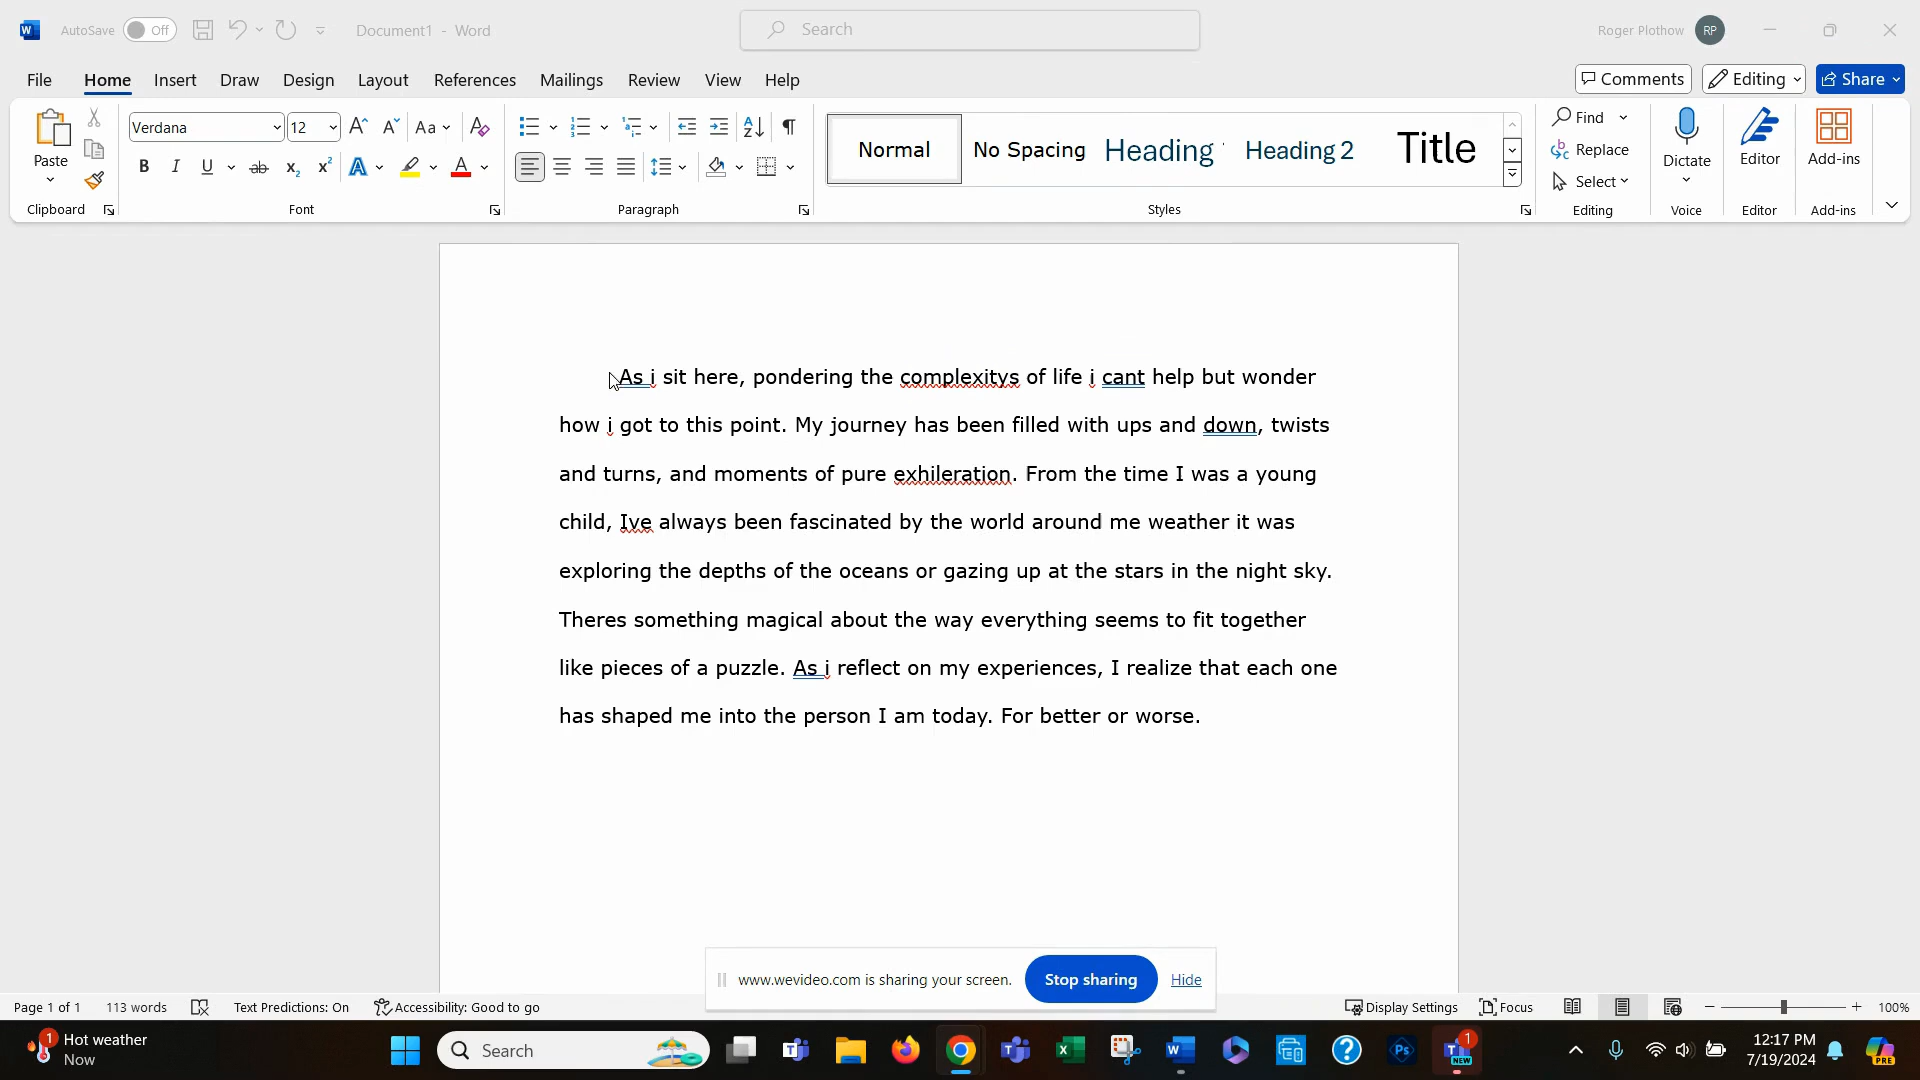 AutoSave Off Document1 - Word Search Roger Plothow RP
File Home Insert Draw Design Layout References Mailings Review View Help Comments Editing Share
Paste Verdana 12 Aa Normal No Spacing Heading Heading 2 Title Find Replace Select Dictate Editor Add-ins
Clipboard Font Paragraph Styles Editing Voice Editor Add-ins
As i sit here, pondering the complexitys of life i cant help but wonder
how i got to this point. My journey has been filled with ups and down, twists
and turns, and moments of pure exhileration. From the time I was a young
child, Ive always been fascinated by the world around me weather it was
exploring the depths of the oceans or gazing up at the stars in the night sky.
Theres something magical about the way everything seems to fit together
like pieces of a puzzle. As i reflect on my experiences, I realize that each one
has shaped me into the person I am today. For better or worse.
www.wevideo.com is sharing your screen. Stop sharing Hide
Page 1 of 1 113 words Text Predictions: On Accessibility: Good to go Display Settings Focus 100%
1 Hot weather Search 1 12:17 PM
Now NEW 7/19/2024 PRE